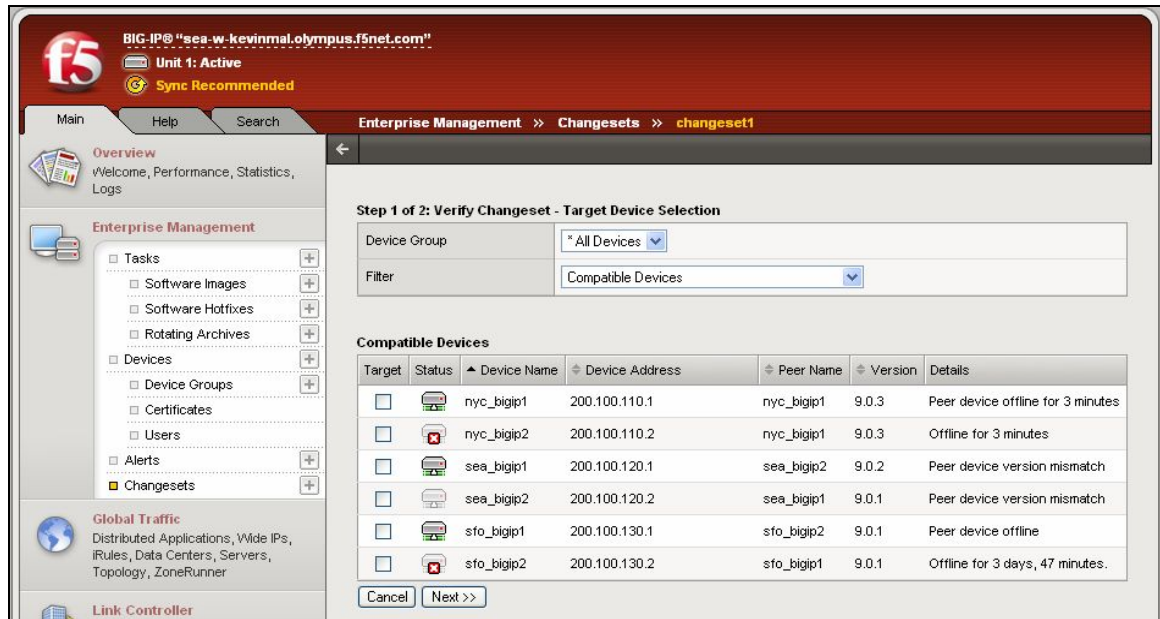 f5
BIG-IP® “sea-w-kevinmal.olympus.f5net.com”
Unit 1: Active
Sync Recommended
Main Help Search
Enterprise Management » Changesets » changeset1
Overview
Welcome, Performance, Statistics,
Logs
Enterprise Management
Tasks
Software Images
Software Hotfixes
Rotating Archives
Devices
Device Groups
Certificates
Users
Alerts
Changesets
Global Traffic
Distributed Applications, Wide IPs,
iRules, Data Centers, Servers,
Topology, ZoneRunner
Link Controller
Step 1 of 2: Verify Changeset - Target Device Selection
Device Group * All Devices
Filter Compatible Devices
Compatible Devices
Target Status Device Name Device Address Peer Name Version Details
nyc_bigip1 200.100.110.1 nyc_bigip1 9.0.3 Peer device offline for 3 minutes
nyc_bigip2 200.100.110.2 nyc_bigip1 9.0.3 Offline for 3 minutes
sea_bigip1 200.100.120.1 sea_bigip2 9.0.2 Peer device version mismatch
sea_bigip2 200.100.120.2 sea_bigip1 9.0.1 Peer device version mismatch
sfo_bigip1 200.100.130.1 sfo_bigip2 9.0.1 Peer device offline
sfo_bigip2 200.100.130.2 sfo_bigip1 9.0.1 Offline for 3 days, 47 minutes.
Cancel Next >>